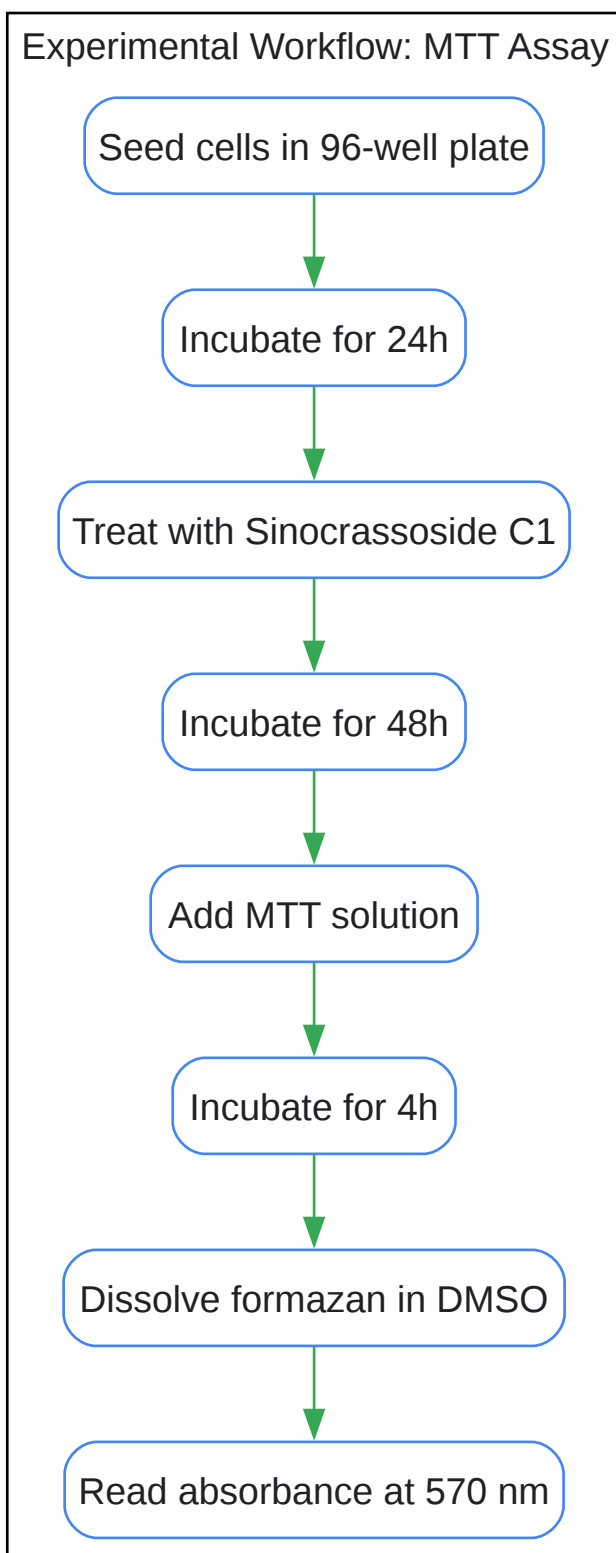 Experimental Workflow: MTT Assay
Seed cells in 96-well plate
Incubate for 24h
Treat with Sinocrassoside C1
Incubate for 48h
Add MTT solution
Incubate for 4h
Dissolve formazan in DMSO
Read absorbance at 570 nm